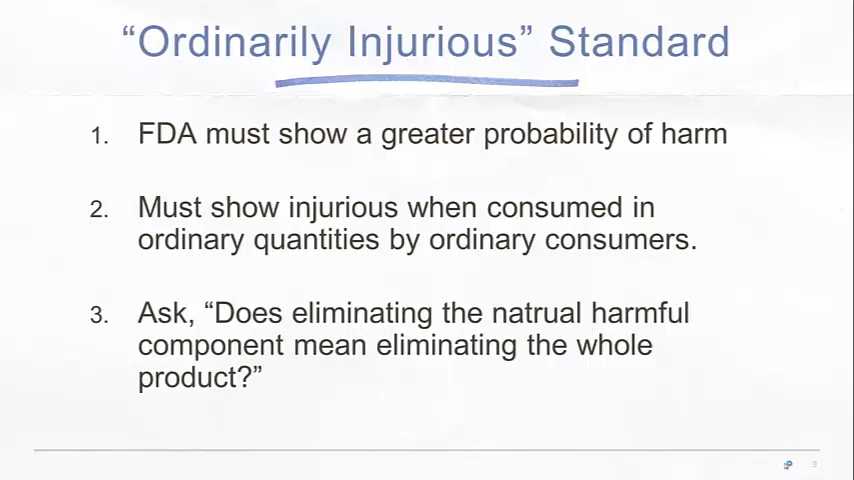 “Ordinarily Injurious” Standard
1. FDA must show a greater probability of harm
2. Must show injurious when consumed in
ordinary quantities by ordinary consumers.
3. Ask, “Does eliminating the natrual harmful
component mean eliminating the whole
product?”
9